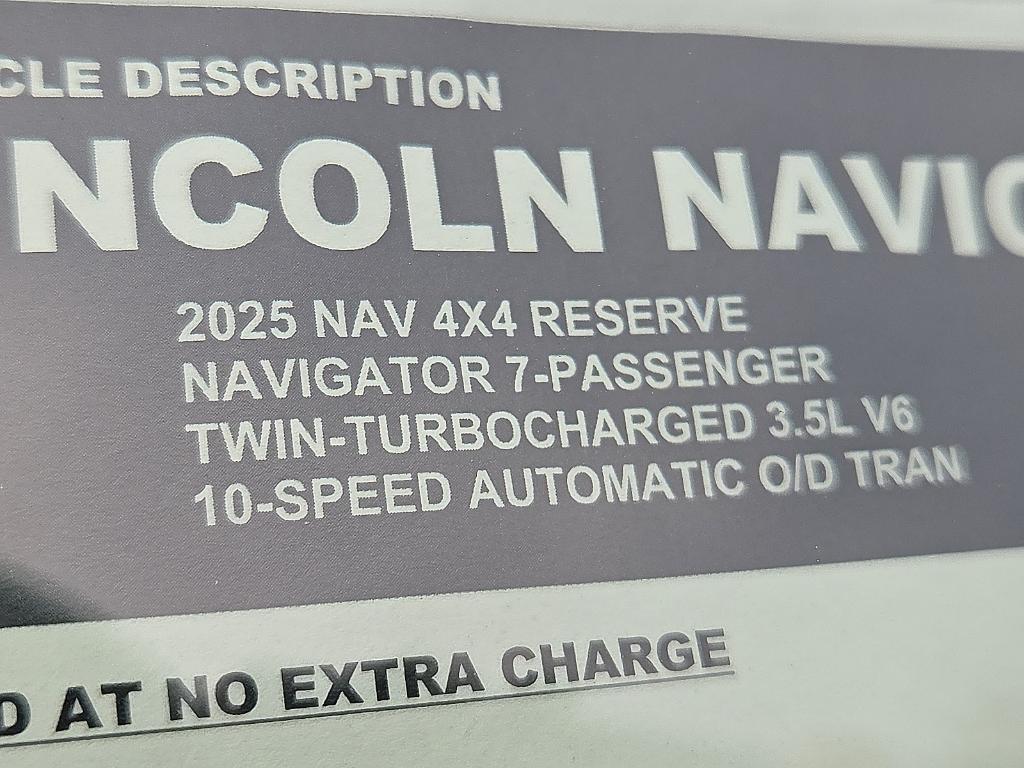 CLE DESCRIPTION
NCOLN NAVIG
2025 NAV 4X4 RESERVE
NAVIGATOR 7-PASSENGER
TWIN-TURBOCHARGED 3.5L V6
10-SPEED AUTOMATIC O/D TRAN
D AT NO EXTRA CHARGE